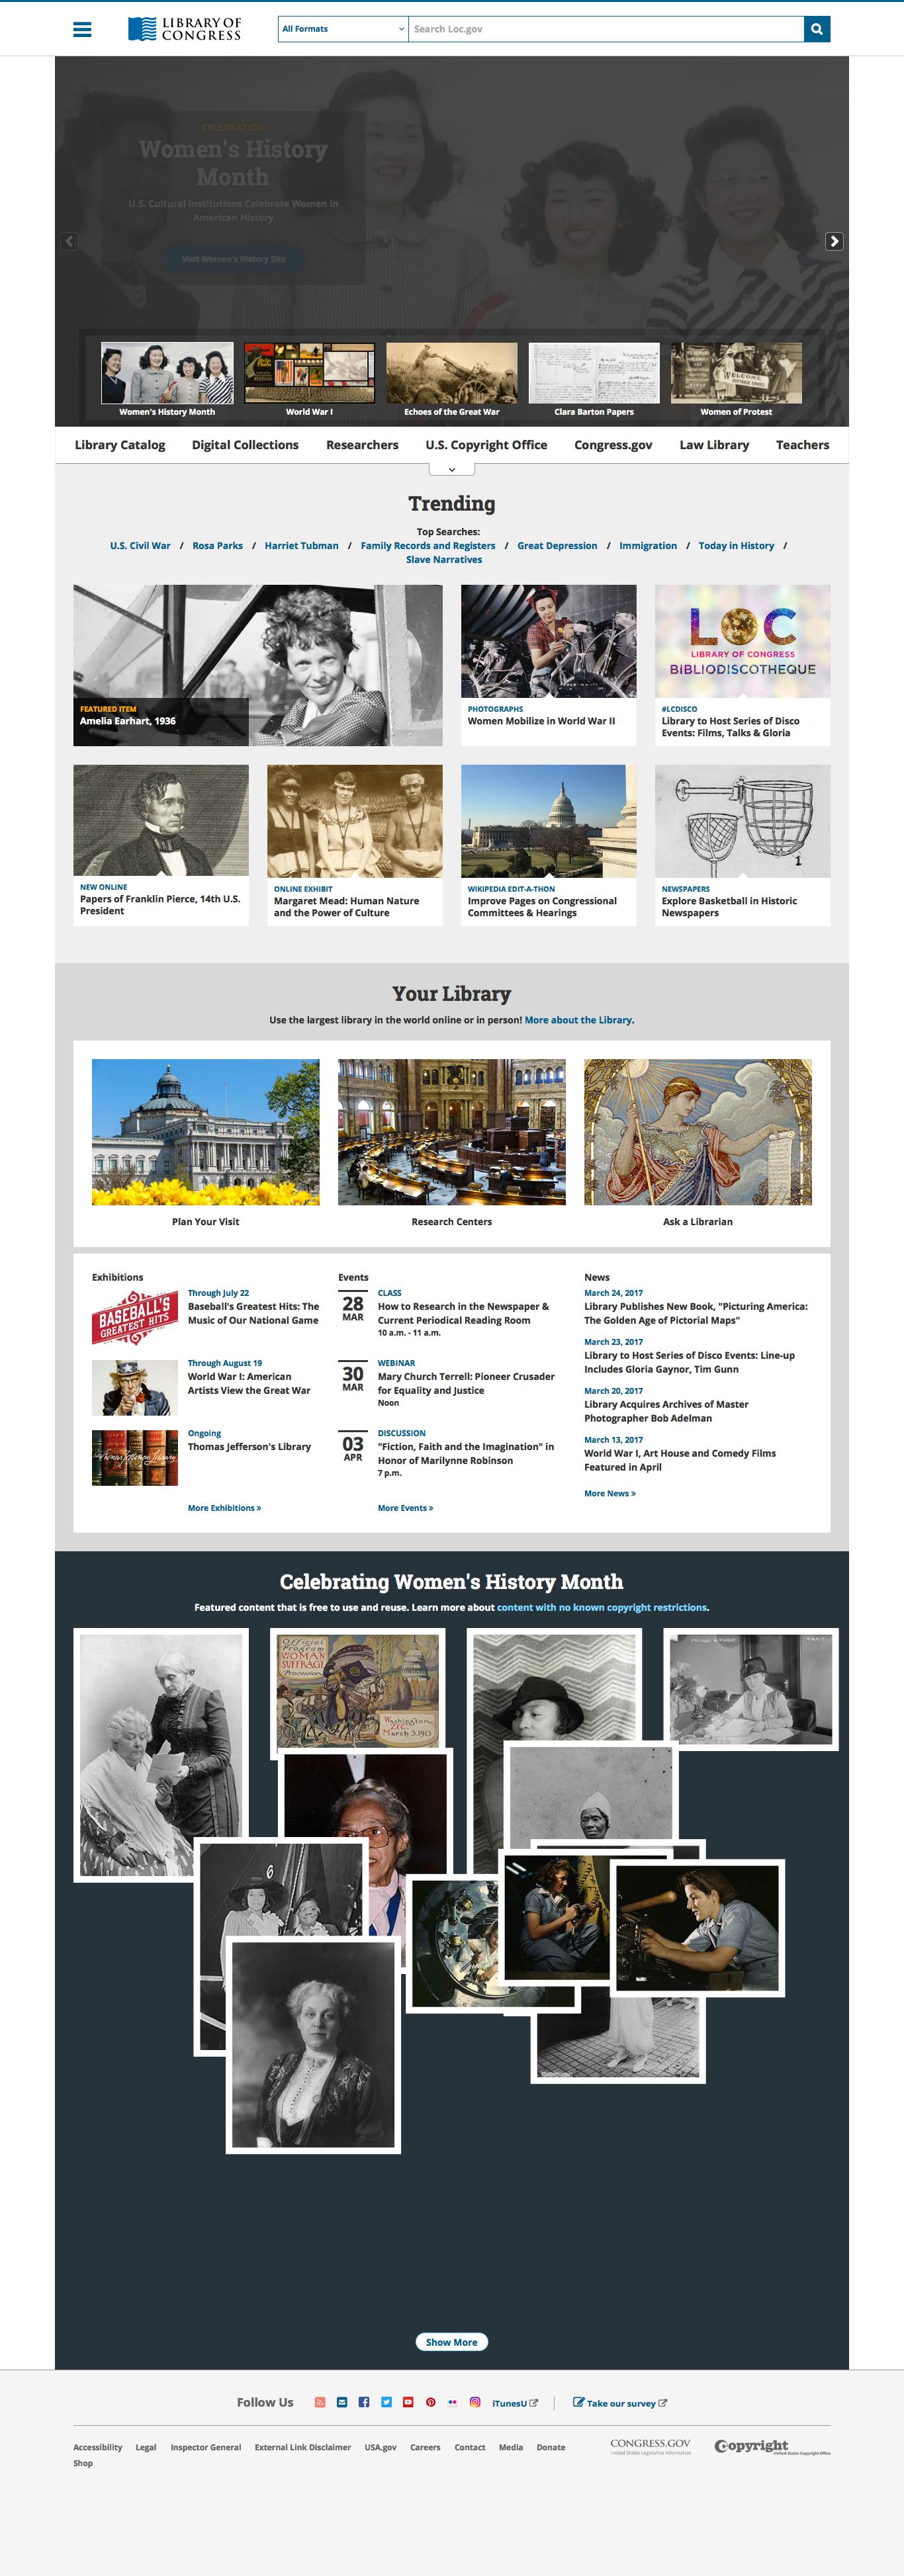 LIBRARY OF
CONGRESS
All Formats
Search Loc.gov
CELEBRATION
Women's History
Month
U.S. Cultural Institutions Celebrate Women in
American History
Visit Women's History Site
WELCOME
Women's History Month
World War I
Echoes of the Great War
Clara Barton Papers
Women of Protest
Library Catalog
Digital Collections
Researchers
U.S. Copyright Office
Congress.gov
Law Library
Teachers
Trending
Top Searches:
U.S. Civil War / Rosa Parks / Harriet Tubman / Family Records and Registers / Great Depression / Immigration / Today in History /
Slave Narratives
FEATURED ITEM
Amelia Earhart, 1936
PHOTOGRAPHS
Women Mobilize in World War II
LOC
LIBRARY OF CONGRESS
BIBLIODISCOTHEQUE
#LCDISCO
Library to Host Series of Disco
Events: Films, Talks & Gloria
NEW ONLINE
Papers of Franklin Pierce, 14th U.S.
President
ONLINE EXHIBIT
Margaret Mead: Human Nature
and the Power of Culture
WIKIPEDIA EDIT-A-THON
Improve Pages on Congressional
Committees & Hearings
1
NEWSPAPERS
Explore Basketball in Historic
Newspapers
Your Library
Use the largest library in the world online or in person! More about the Library.
Plan Your Visit
Research Centers
Ask a Librarian
Exhibitions
BASEBALL'S
GREATEST HITS
Through July 22
Baseball's Greatest Hits: The
Music of Our National Game
Through August 19
World War I: American
Artists View the Great War
Thomas Jefferson's Library
Ongoing
Thomas Jefferson's Library
More Exhibitions »
Events
28
MAR
CLASS
How to Research in the Newspaper &
Current Periodical Reading Room
10 a.m. - 11 a.m.
30
MAR
WEBINAR
Mary Church Terrell: Pioneer Crusader
for Equality and Justice
Noon
03
APR
DISCUSSION
"Fiction, Faith and the Imagination" in
Honor of Marilynne Robinson
7 p.m.
More Events »
News
March 24, 2017
Library Publishes New Book, "Picturing America:
The Golden Age of Pictorial Maps"
March 23, 2017
Library to Host Series of Disco Events: Line-up
Includes Gloria Gaynor, Tim Gunn
March 20, 2017
Library Acquires Archives of Master
Photographer Bob Adelman
March 13, 2017
World War I, Art House and Comedy Films
Featured in April
More News »
Celebrating Women's History Month
Featured content that is free to use and reuse. Learn more about content with no known copyright restrictions.
Official
Program
WOMAN
SUFFRAGE
Procession
Washington
D.C.
March 3, 1913
6
Show More
Follow Us
iTunesU
Take our survey
Accessibility
Legal
Inspector General
External Link Disclaimer
USA.gov
Careers
Contact
Media
Donate
Shop
CONGRESS.GOV
United States Legislative Information
Copyright
United States Copyright Office